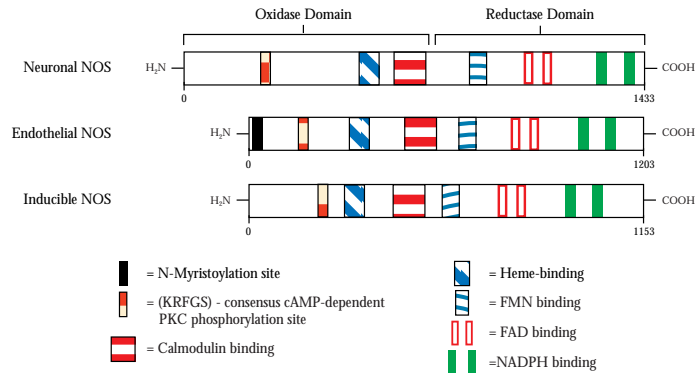 Oxidase Domain
Reductase Domain
Neuronal NOS
H₂N
COOH
0
1433
Endothelial NOS
H₂N
COOH
0
1203
Inducible NOS
H₂N
COOH
0
1153
= N-Myristoylation site
= (KRFGS) - consensus cAMP-dependent
PKC phosphorylation site
= Calmodulin binding
= Heme-binding
= FMN binding
= FAD binding
=NADPH binding